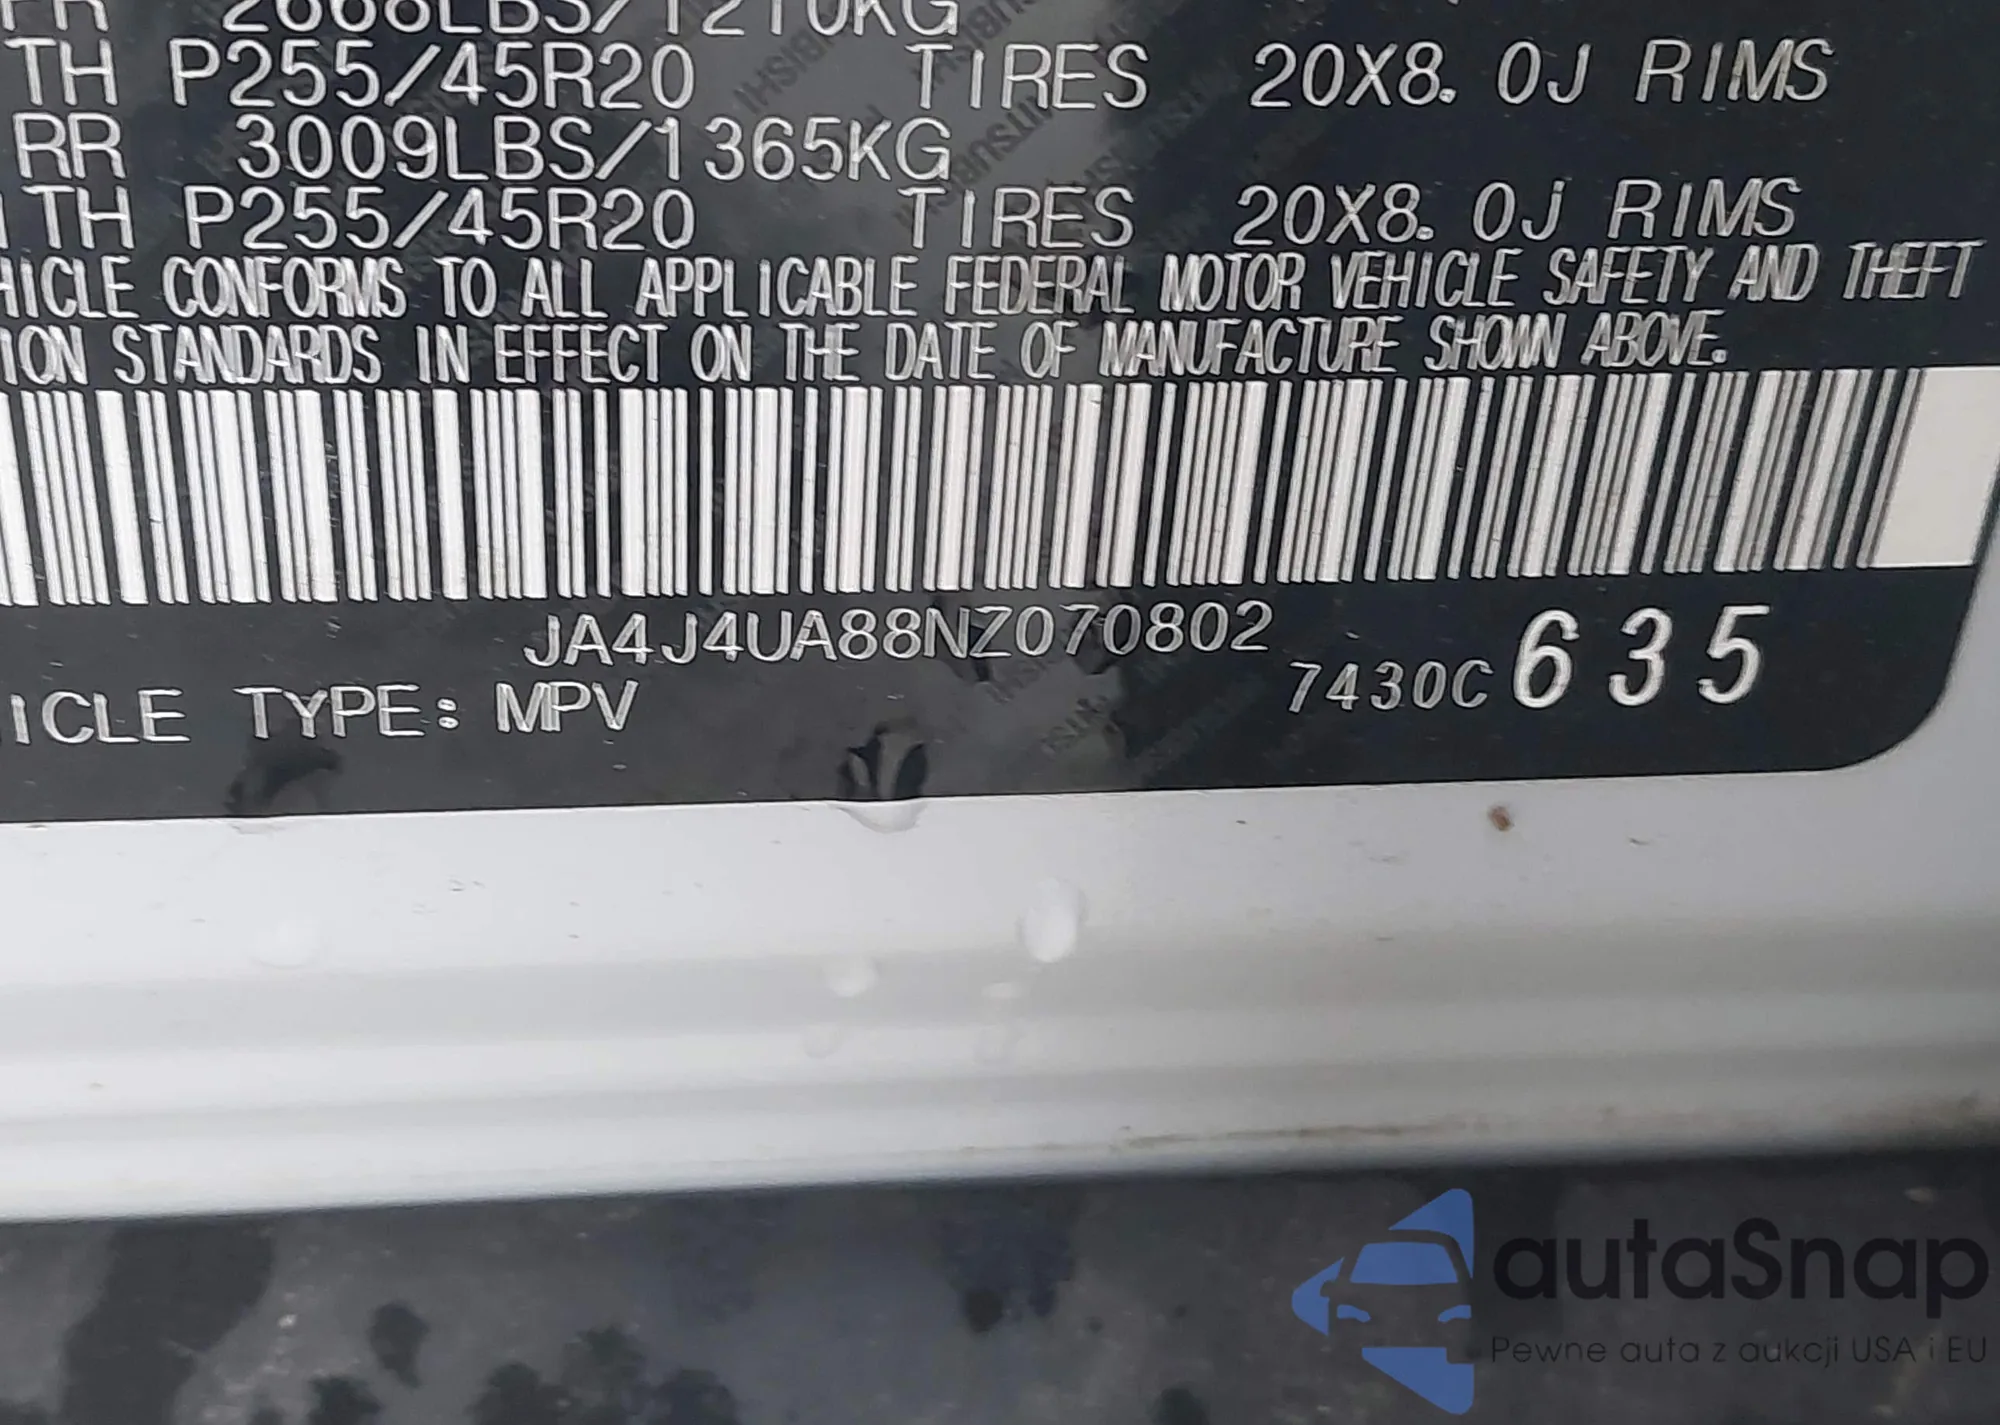 FR 2668LBS/1210KG
TH P255/45R20 TIRES 20X8.0J RIMS
RR 3009LBS/1365KG
ITH P255/45R20 TIRES 20X8.0J RIMS
HICLE CONFORMS TO ALL APPLICABLE FEDERAL MOTOR VEHICLE SAFETY AND THEFT
ION STANDARDS IN EFFECT ON THE DATE OF MANUFACTURE SHOWN ABOVE.
JA4J4UA88NZ070802
7430C 635
ICLE TYPE: MPV
autaSnap
Pewne auta z aukcji USA i EU